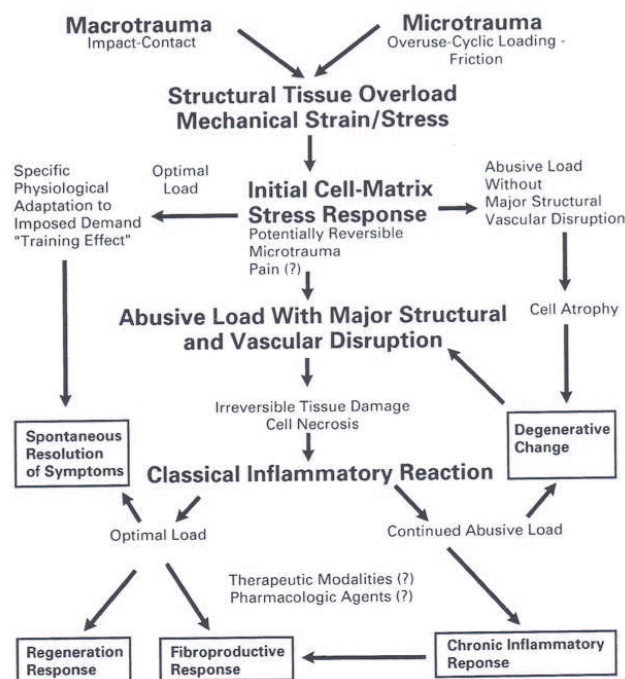 Macrotrauma
Impact-Contact
Microtrauma
Overuse-Cyclic Loading -
Friction
Structural Tissue Overload
Mechanical Strain/Stress
Specific
Physiological
Adaptation to
Imposed Demand
"Training Effect"
Optimal
Load
Initial Cell-Matrix
Stress Response
Potentially Reversible
Microtrauma
Pain (?)
Abusive Load
Without
Major Structural
Vascular Disruption
Abusive Load With Major Structural
and Vascular Disruption
Cell Atrophy
Irreversible Tissue Damage
Cell Necrosis
Spontaneous
Resolution
of Symptoms
Degenerative
Change
Classical Inflammatory Reaction
Optimal Load
Continued Abusive Load
Therapeutic Modalities (?)
Pharmacologic Agents (?)
Regeneration
Response
Fibroproductive
Response
Chronic Inflammatory
Reponse